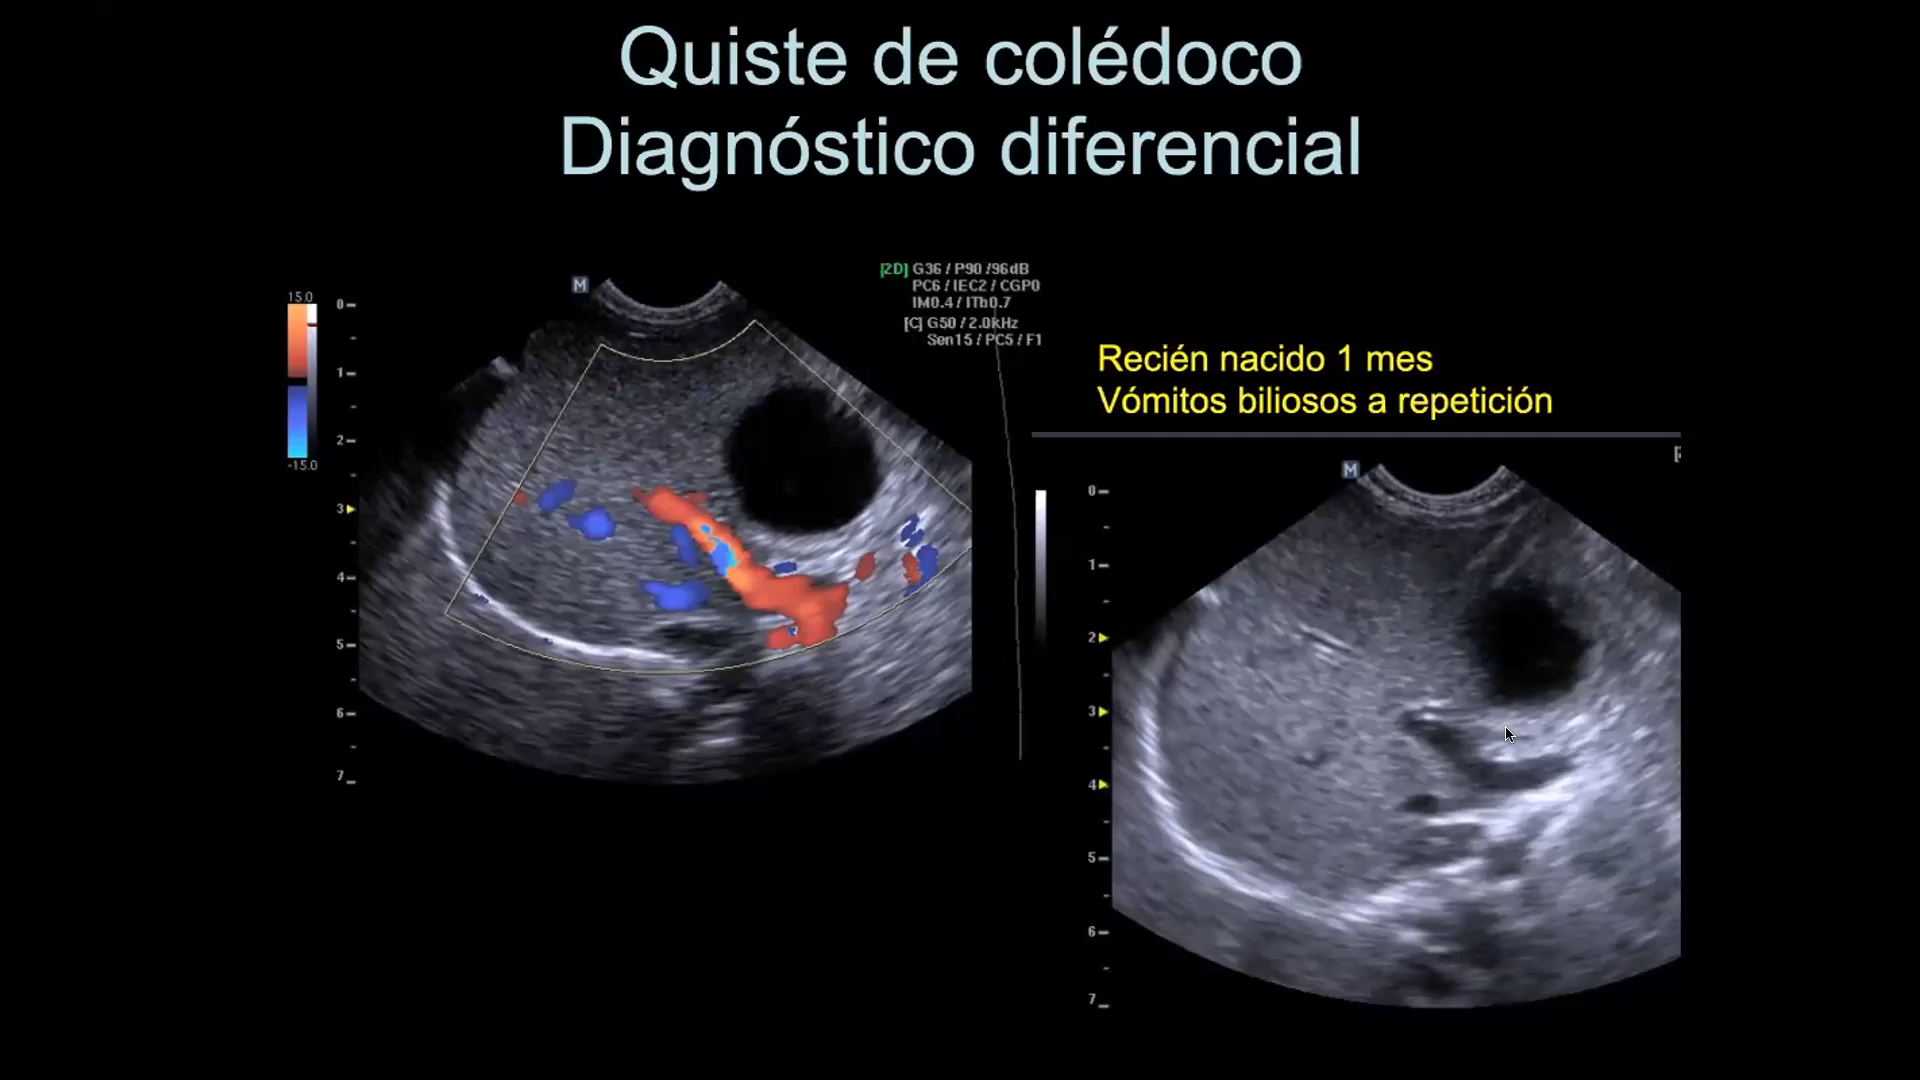 Quiste de colédoco
Diagnóstico diferencial
[2D] G36 / P90 /96dB
PC6 / IEC2 / CGP0
IM0.4 / ITb0.7
[C] G50 / 2.0kHz
Sen15 / PC5 / F1
M
15.0
-15.0
0
1
2
3
4
5
6
7
Recién nacido 1 mes
Vómitos biliosos a repetición
M
0
1
2
3
4
5
6
7